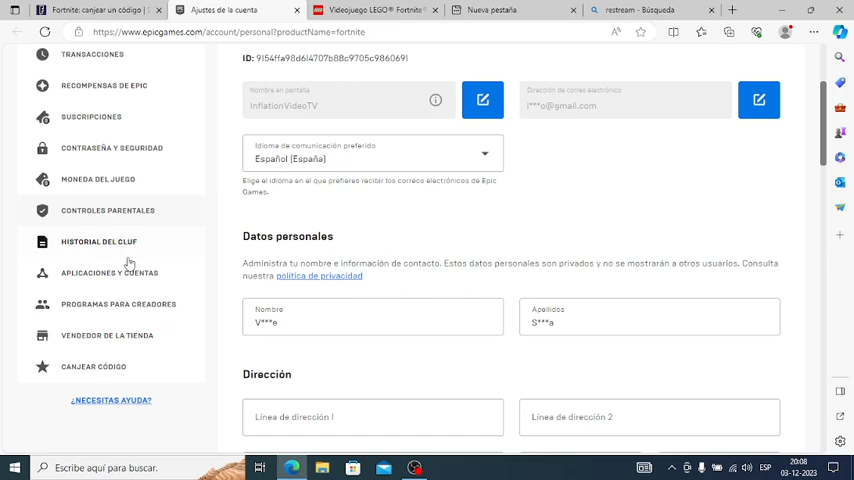 Fortnite: canjear un código | S
Ajustes de la cuenta
Videojuego LEGO® Fortnite®
Nueva pestaña
restream - Búsqueda
https://www.epicgames.com/account/personal?productName=fortnite
TRANSACCIONES
RECOMPENSAS DE EPIC
SUSCRIPCIONES
CONTRASEÑA Y SEGURIDAD
MONEDA DEL JUEGO
CONTROLES PARENTALES
HISTORIAL DEL CLUF
APLICACIONES Y CUENTAS
PROGRAMAS PARA CREADORES
VENDEDOR DE LA TIENDA
CANJEAR CÓDIGO
¿NECESITAS AYUDA?
ID: 9154ffa98d614707b88c9705c9860691
Nombre en pantalla
InflationVideoTV
Dirección de correo electrónico
i***o@gmail.com
Idioma de comunicación preferido
Español (España)
Elige el idioma en el que prefieres recibir los correos electrónicos de Epic
Games.
Datos personales
Administra tu nombre e información de contacto. Estos datos personales son privados y no se mostrarán a otros usuarios. Consulta
nuestra política de privacidad
Nombre
V***e
Apellidos
S***a
Dirección
Línea de dirección 1
Línea de dirección 2
Escribe aquí para buscar.
ESP
20:08
03-12-2023